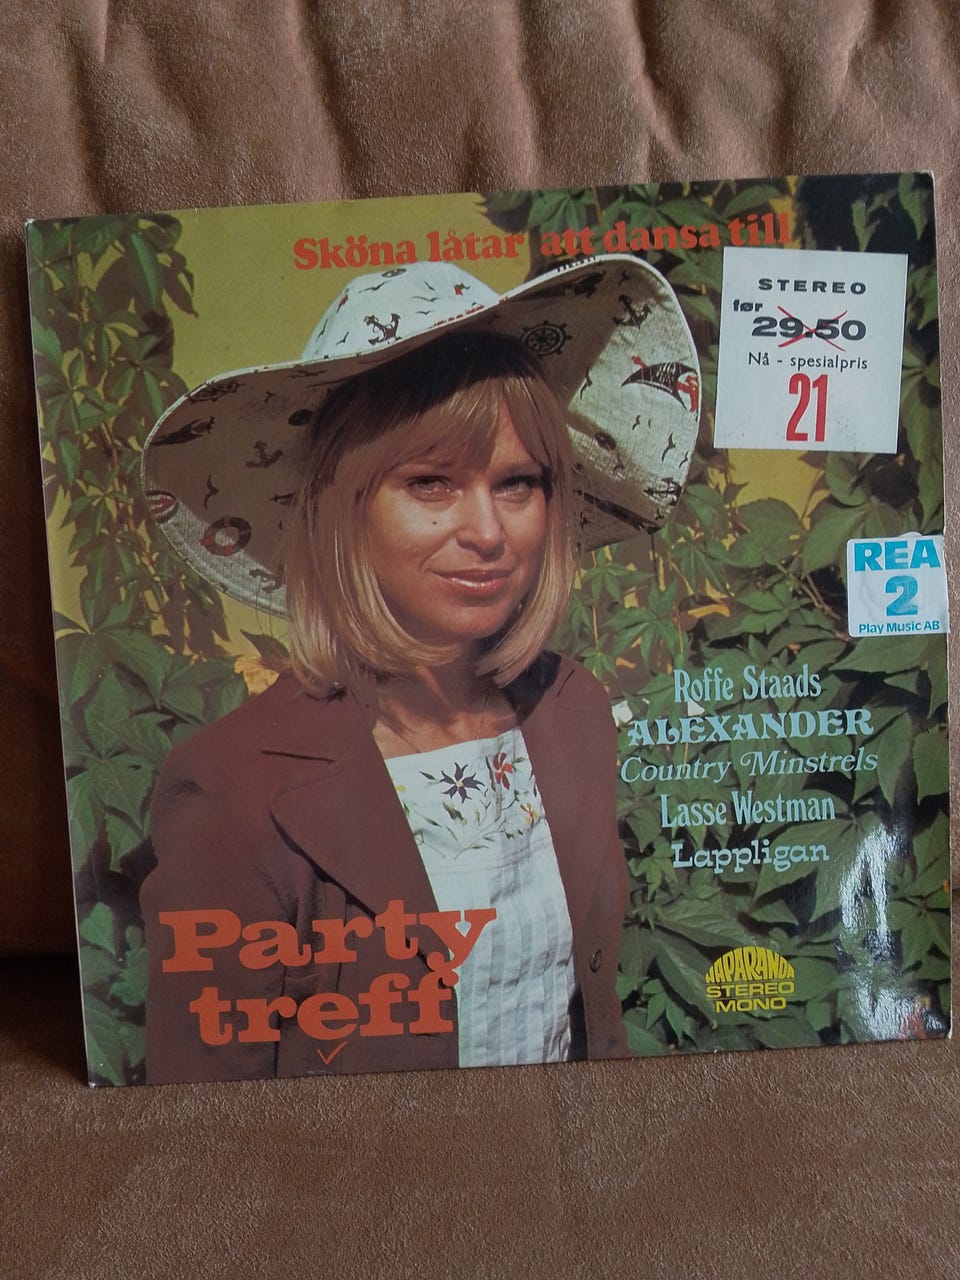 Sköna låtar att dansa till
STEREO
før
29.50
Nå - spesialpris
21
REA
2
Play Music AB
Roffe Staads
ALEXANDER
Country Minstrels
Lasse Westman
Lappligan
Party
treff
HAPARANDA
STEREO
MONO